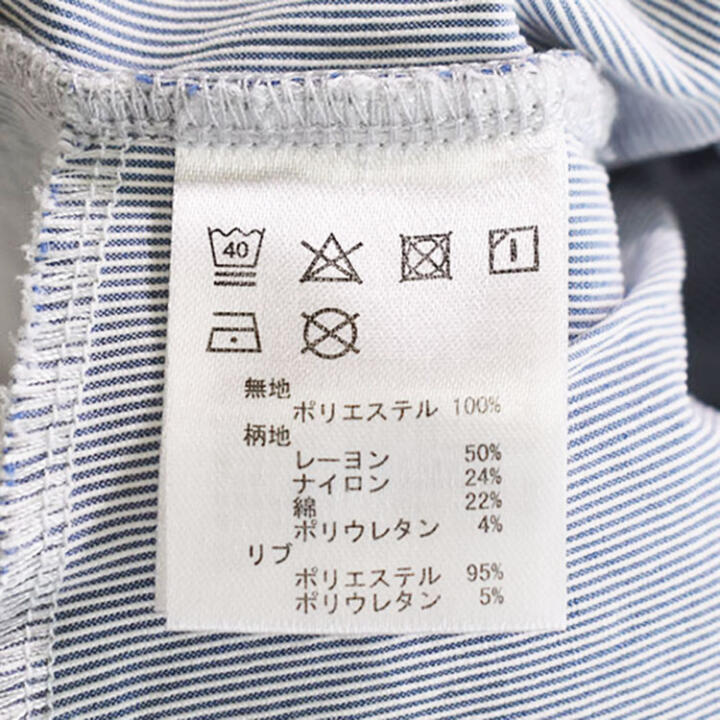 40
無地
ポリエステル 100%
柄地
レーヨン 50%
ナイロン 24%
綿 22%
ポリウレタン 4%
リブ
ポリエステル 95%
ポリウレタン 5%